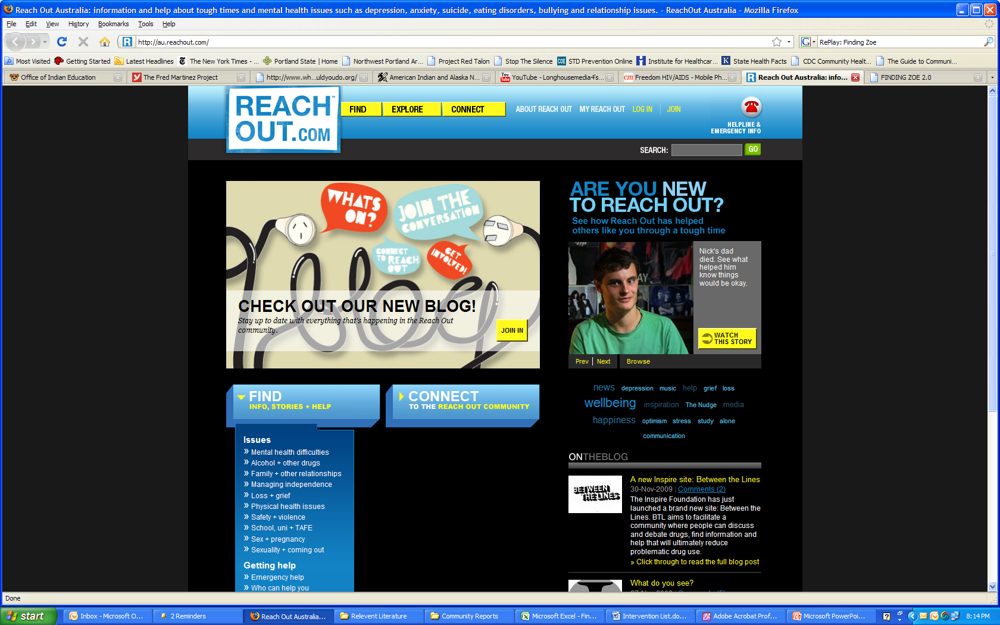 Reach Out Australia: information and help about tough times and mental health issues such as depression, anxiety, suicide, eating disorders, bullying and relationship issues. - ReachOut Australia - Mozilla Firefox
File Edit View History Bookmarks Tools Help
http://au.reachout.com/ RePlay: Finding Zoe
Most Visited Getting Started Latest Headlines The New York Times - ... Portland State | Home Northwest Portland Ar... Project Red Talon Stop The Silence STD Prevention Online Institute for Healthcar... State Health Facts CDC Community Healt... The Guide to Communi...
Office of Indian Education The Fred Martinez Project http://www.wh...uldyoudo.org/ American Indian and Alaska N... YouTube - Longhousemedia4's... Freedom HIV/AIDS - Mobile Ph... Reach Out Australia: info... FINDING ZOE 2.0
REACH
OUT.COM
FIND EXPLORE CONNECT ABOUT REACH OUT MY REACH OUT LOG IN JOIN
HELPLINE &
EMERGENCY INFO
SEARCH: GO
WHATS
ON?
JOIN THE
CONVERSATION
CONNECT
TO REACH
OUT
GET
INVOLVED!
CHECK OUT OUR NEW BLOG!
Stay up to date with everything that's happening in the Reach Out
community.
JOIN IN
ARE YOU NEW
TO REACH OUT?
See how Reach Out has helped
others like you through a tough time
Nick's dad
died. See what
helped him
know things
would be okay.
WATCH
THIS STORY
Prev Next Browse
FIND
INFO, STORIES + HELP
CONNECT
TO THE REACH OUT COMMUNITY
Issues
» Mental health difficulties
» Alcohol + other drugs
» Family + other relationships
» Managing independence
» Loss + grief
» Physical health issues
» Safety + violence
» School, uni + TAFE
» Sex + pregnancy
» Sexuality + coming out
Getting help
» Emergency help
» Who can help you
news depression music help grief loss
wellbeing inspiration The Nudge media
happiness optimism stress study alone
communication
ONTHEBLOG
BETWEEN
THE LINES
A new Inspire site: Between the Lines
30-Nov-2009 | Comments (2)
The Inspire Foundation has just
launched a brand new site: Between the
Lines. BTL aims to facilitate a
community where people can discuss
and debate drugs, find information and
help that will ultimately reduce
problematic drug use.
» Click through to read the full blog post
What do you see?
Done
start Inbox - Microsoft O... 2 Reminders Reach Out Australia... Relevent Literature Community Reports Microsoft Excel - Fin... Intervention List.do... Adobe Acrobat Prof... Microsoft PowerPoi... 8:14 PM